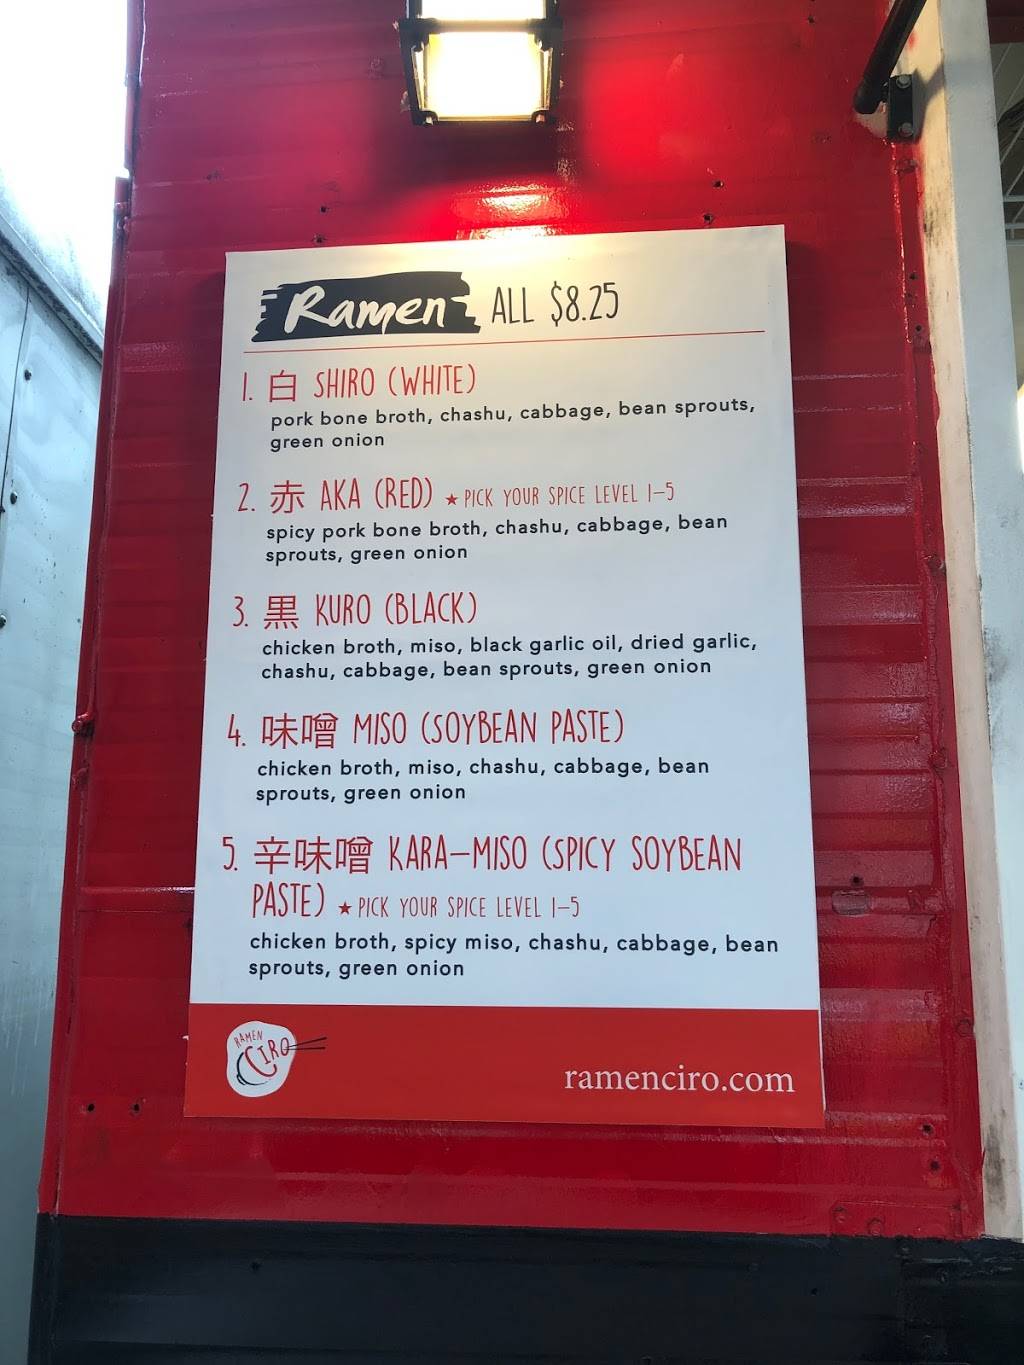 Ramen ALL $8.25
1. 白 SHIRO (WHITE)
pork bone broth, chashu, cabbage, bean sprouts,
green onion
2. 赤 AKA (RED) ★ PICK YOUR SPICE LEVEL 1-5
spicy pork bone broth, chashu, cabbage, bean
sprouts, green onion
3. 黒 KURO (BLACK)
chicken broth, miso, black garlic oil, dried garlic,
chashu, cabbage, bean sprouts, green onion
4. 味噌 MISO (SOYBEAN PASTE)
chicken broth, miso, chashu, cabbage, bean
sprouts, green onion
5. 辛味噌 KARA-MISO (SPICY SOYBEAN
PASTE) ★ PICK YOUR SPICE LEVEL 1-5
chicken broth, spicy miso, chashu, cabbage, bean
sprouts, green onion
RAMEN
CIRO
ramenciro.com